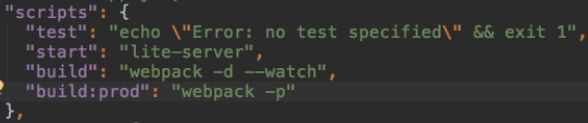 "scripts": {
"test": "echo \"Error: no test specified\" && exit 1",
"start": "lite-server",
"build": "webpack -d --watch",
"build:prod": "webpack -p"
},